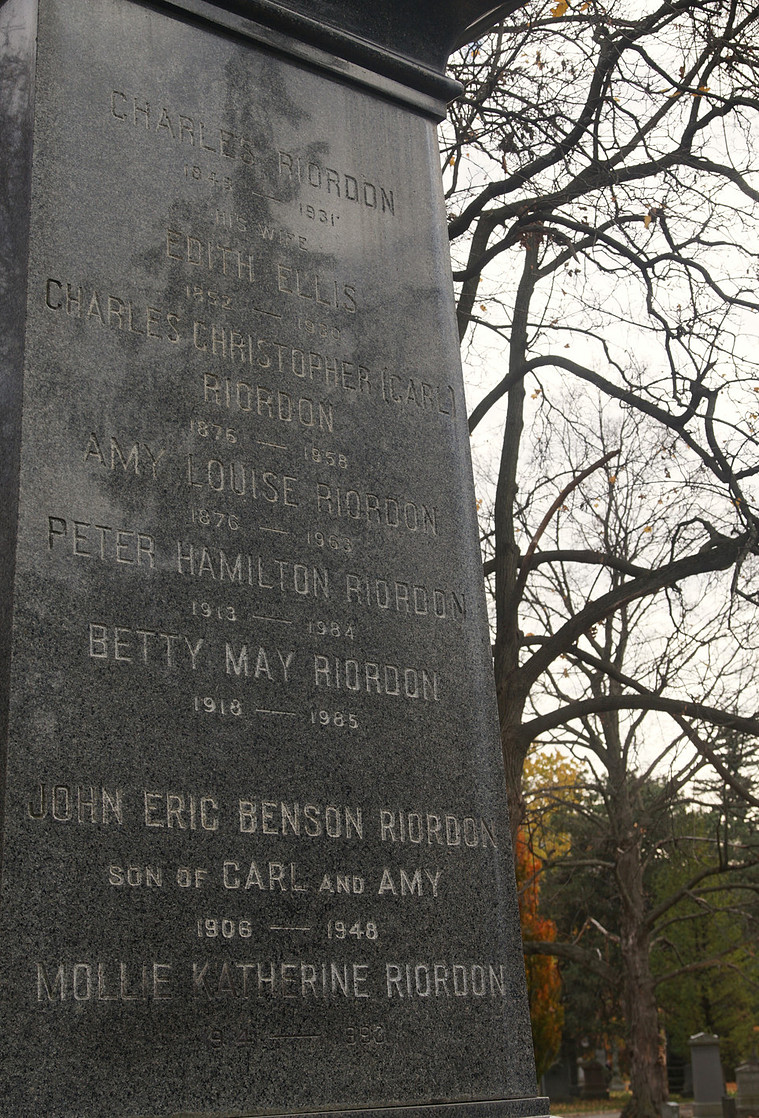 CHARLES RIORDON
1931
HIS WIFE
EDITH ELLIS
1852 —
CHARLES CHRISTOPHER (CARL)
RIORDON
1876 — 1958
AMY LOUISE RIORDON
1876 —
PETER HAMILTON RIORDON
1913 — 1984
BETTY MAY RIORDON
1918 — 1985
JOHN ERIC BENSON RIORDON
SON OF CARL AND AMY
1906 — 1948
MOLLIE KATHERINE RIORDON